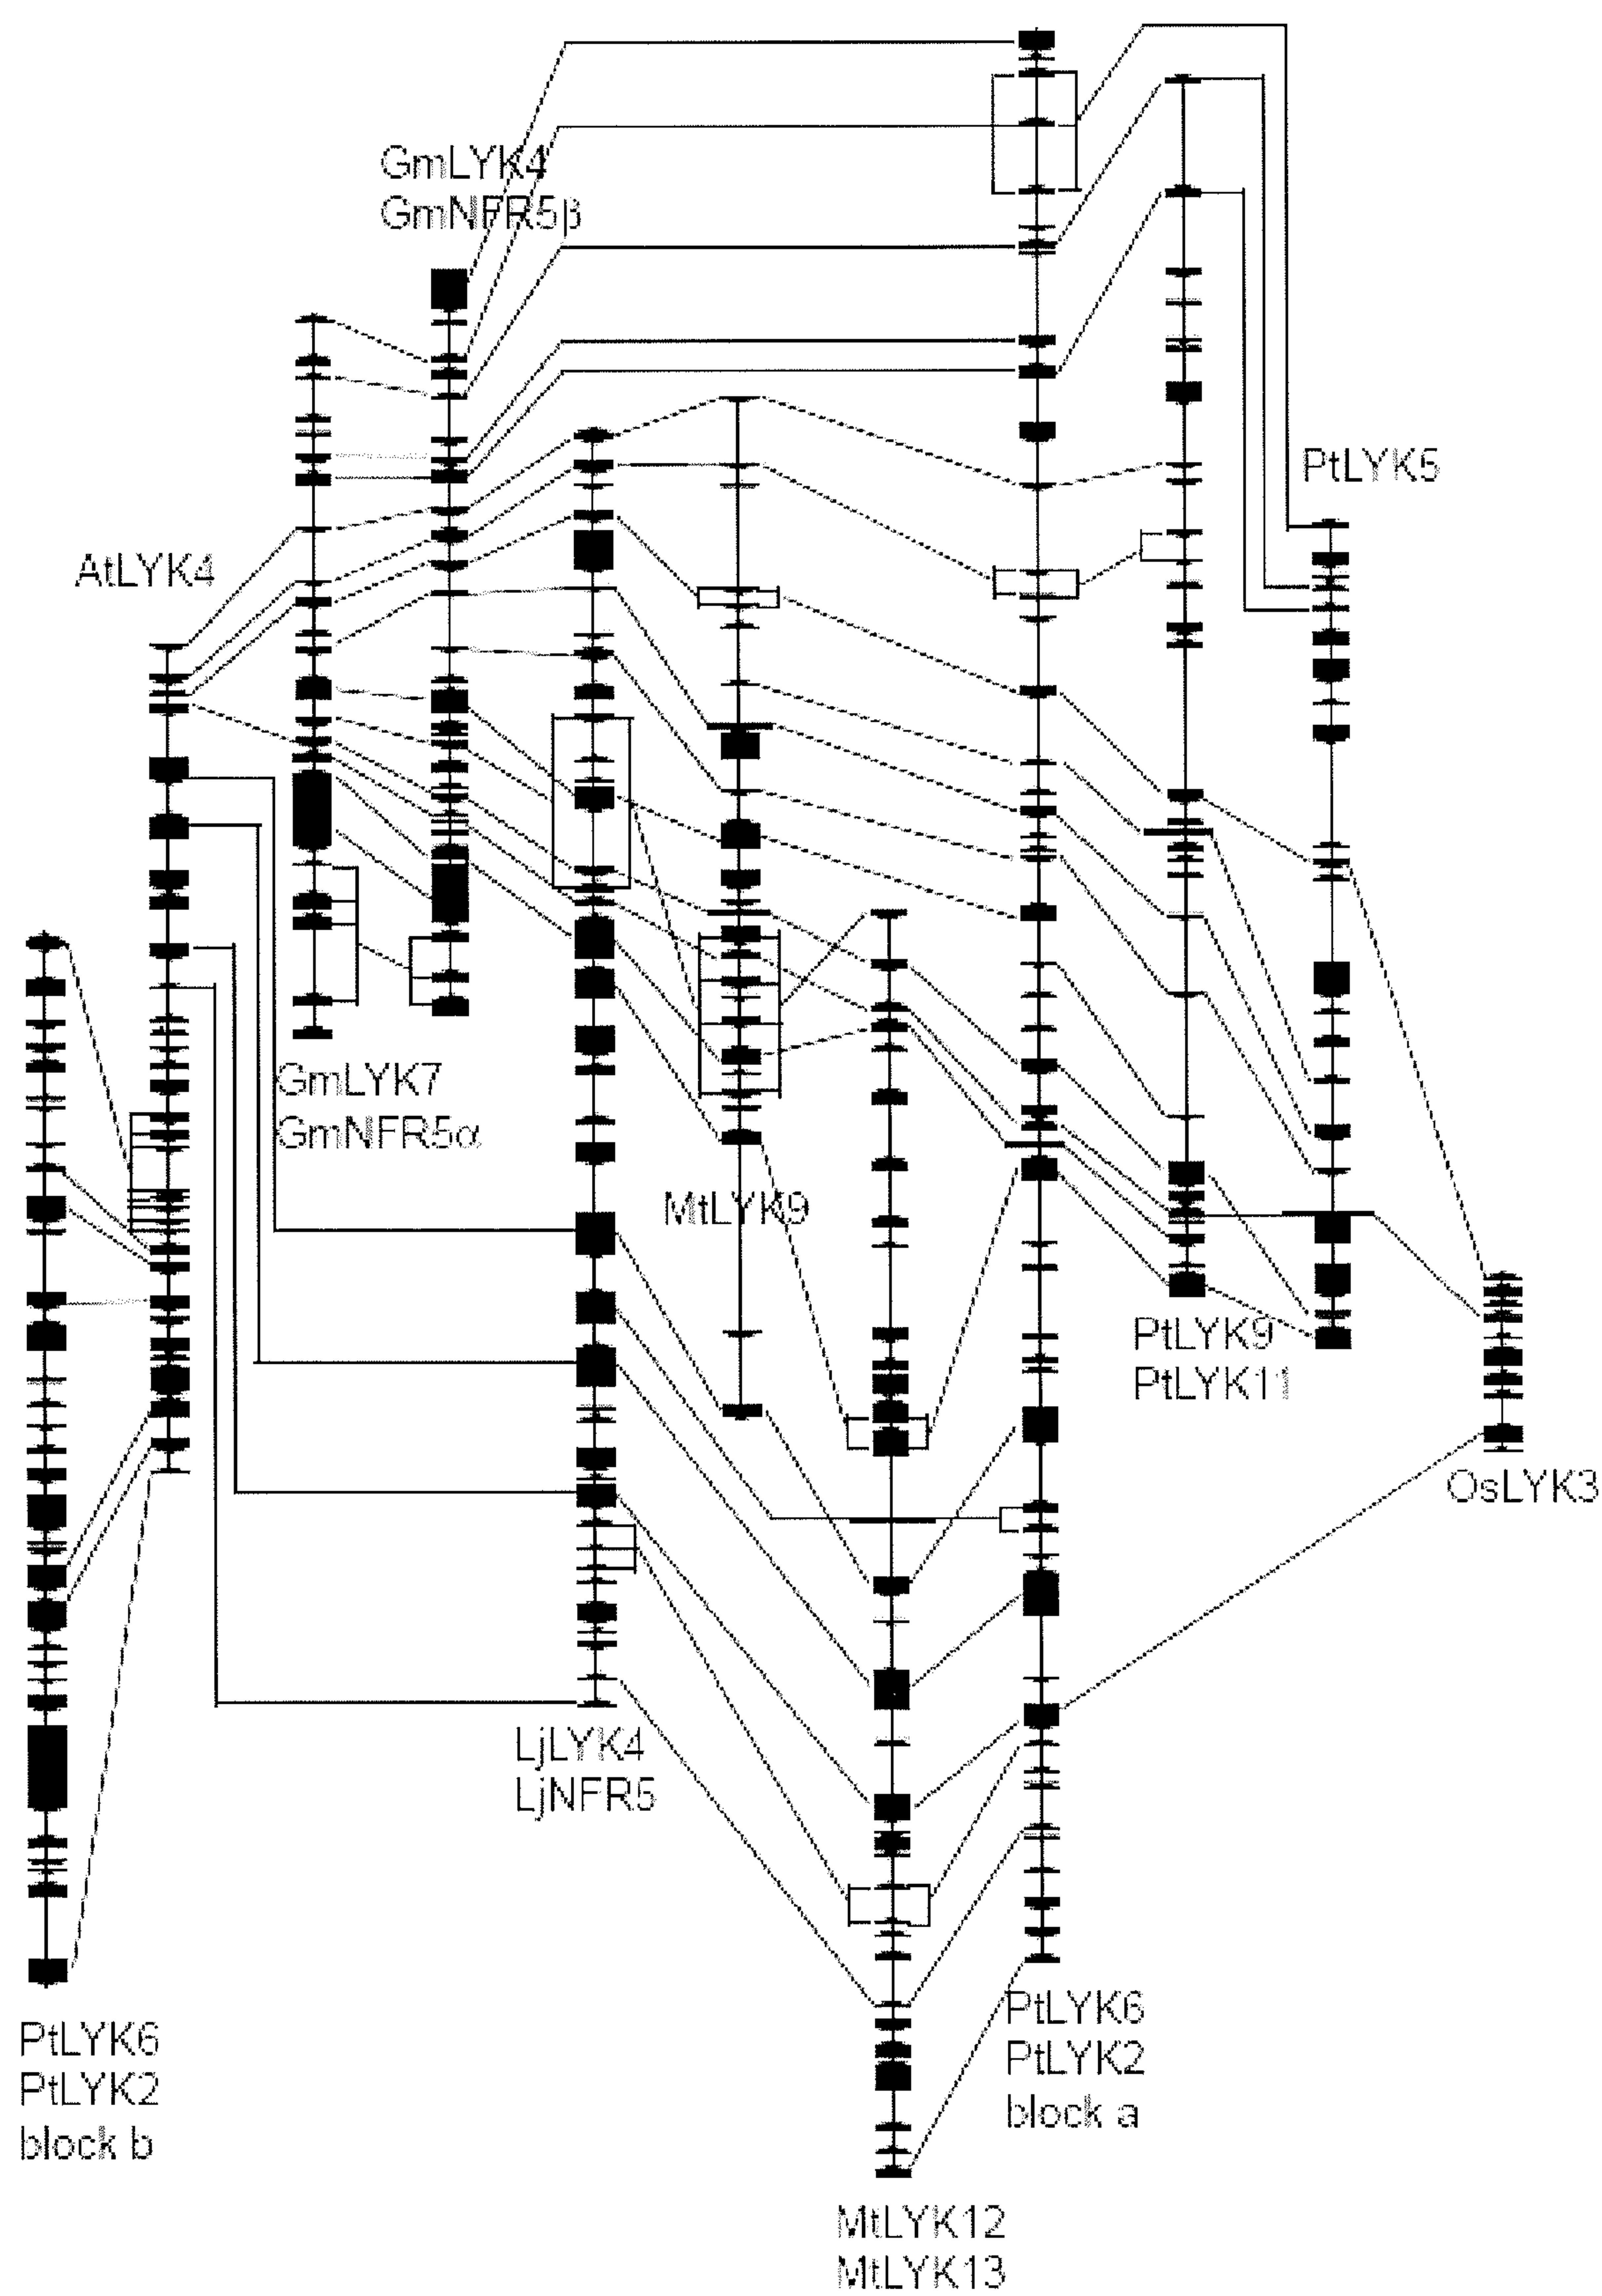 GmLYK4
GmNFR5β
PtLYK5
AtLYK4
GmLYK7
GmNFR5α
MtLYK9
PtLYK9
PtLYK11
OsLYK3
LjLYK4
LjNFR5
PtLYK6
PtLYK2
block a
PtLYK6
PtLYK2
block b
MtLYK12
MtLYK13